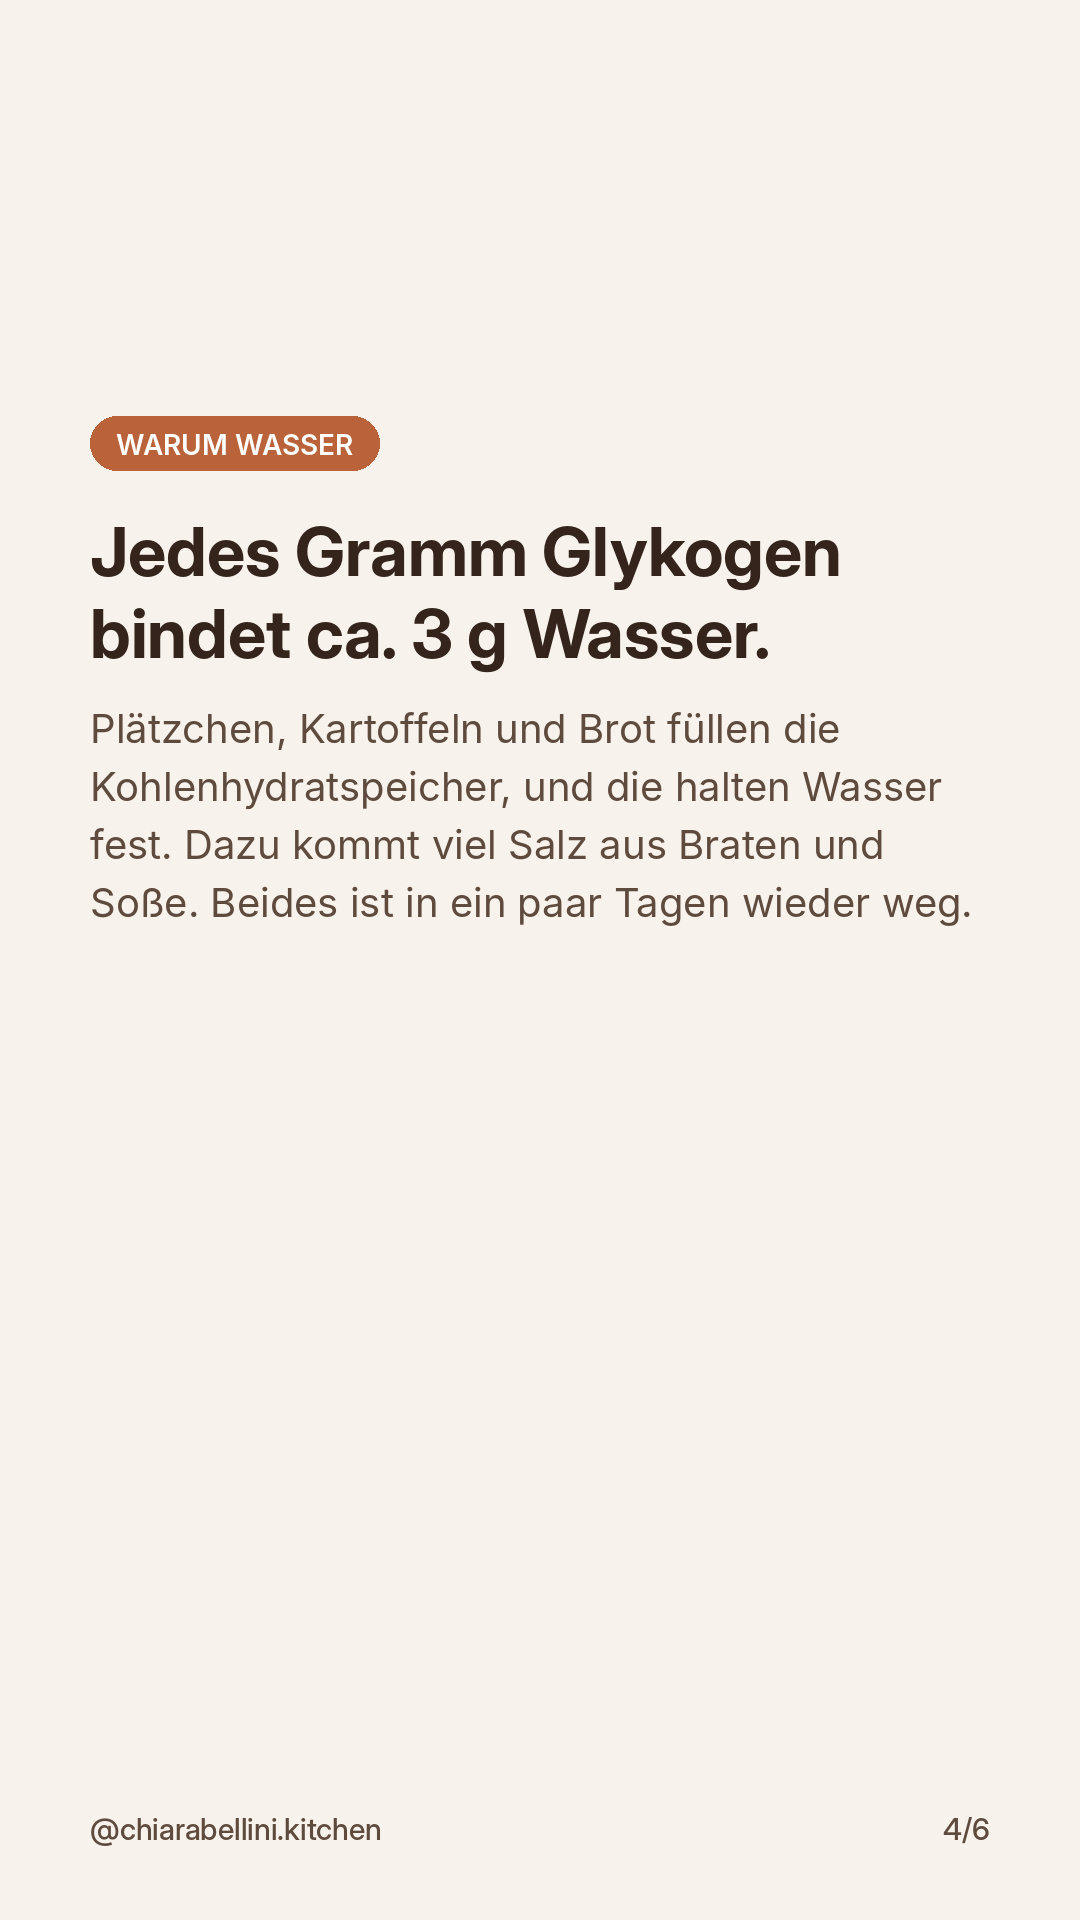 WARUM WASSER
Jedes Gramm Glykogen
bindet ca. 3 g Wasser.
Plätzchen, Kartoffeln und Brot füllen die
Kohlenhydratspeicher, und die halten Wasser
fest. Dazu kommt viel Salz aus Braten und
Soße. Beides ist in ein paar Tagen wieder weg.
@chiarabellini.kitchen
4/6